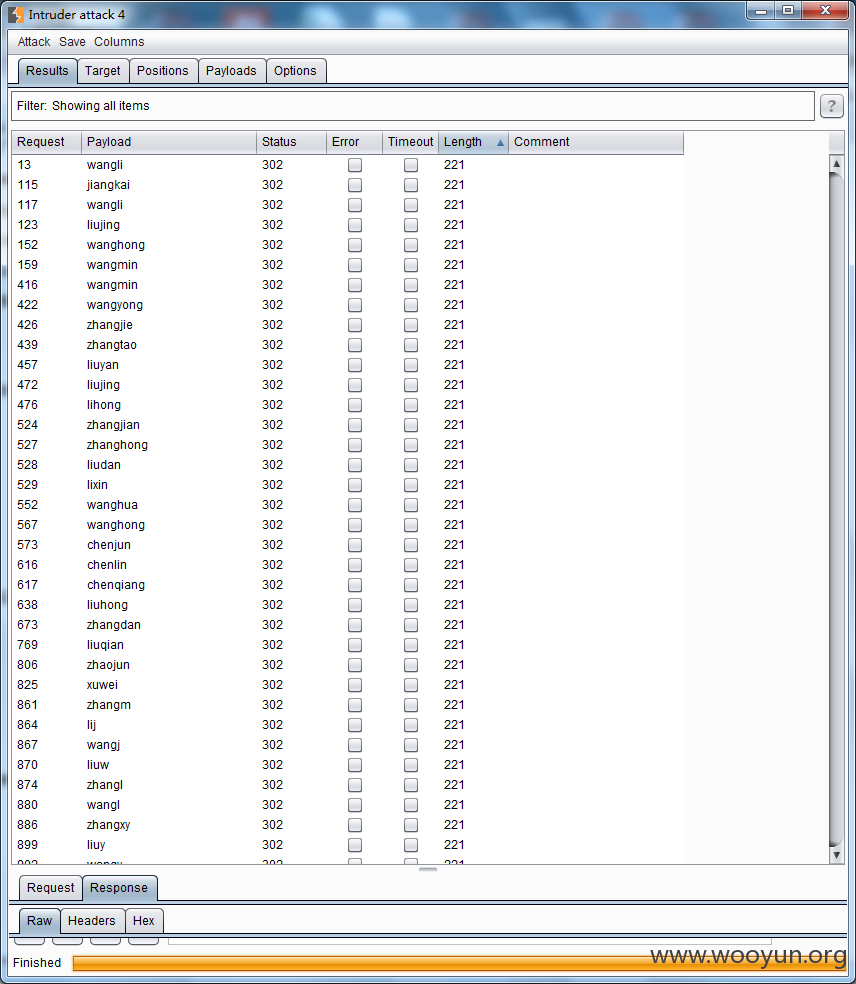 Intruder attack 4
Attack Save Columns
Results Target Positions Payloads Options
Filter: Showing all items ?
Request Payload Status Error Timeout Length Comment
13 wangli 302 221
115 jiangkai 302 221
117 wangli 302 221
123 liujing 302 221
152 wanghong 302 221
159 wangmin 302 221
416 wangmin 302 221
422 wangyong 302 221
426 zhangjie 302 221
439 zhangtao 302 221
457 liuyan 302 221
472 liujing 302 221
476 lihong 302 221
524 zhangjian 302 221
527 zhanghong 302 221
528 liudan 302 221
529 lixin 302 221
552 wanghua 302 221
567 wanghong 302 221
573 chenjun 302 221
616 chenlin 302 221
617 chenqiang 302 221
638 liuhong 302 221
673 zhangdan 302 221
769 liuqian 302 221
806 zhaojun 302 221
825 xuwei 302 221
861 zhangm 302 221
864 lij 302 221
867 wangj 302 221
870 liuw 302 221
874 zhangl 302 221
880 wangl 302 221
886 zhangxy 302 221
899 liuy 302 221
Request Response
Raw Headers Hex
Finished
www.wooyun.org